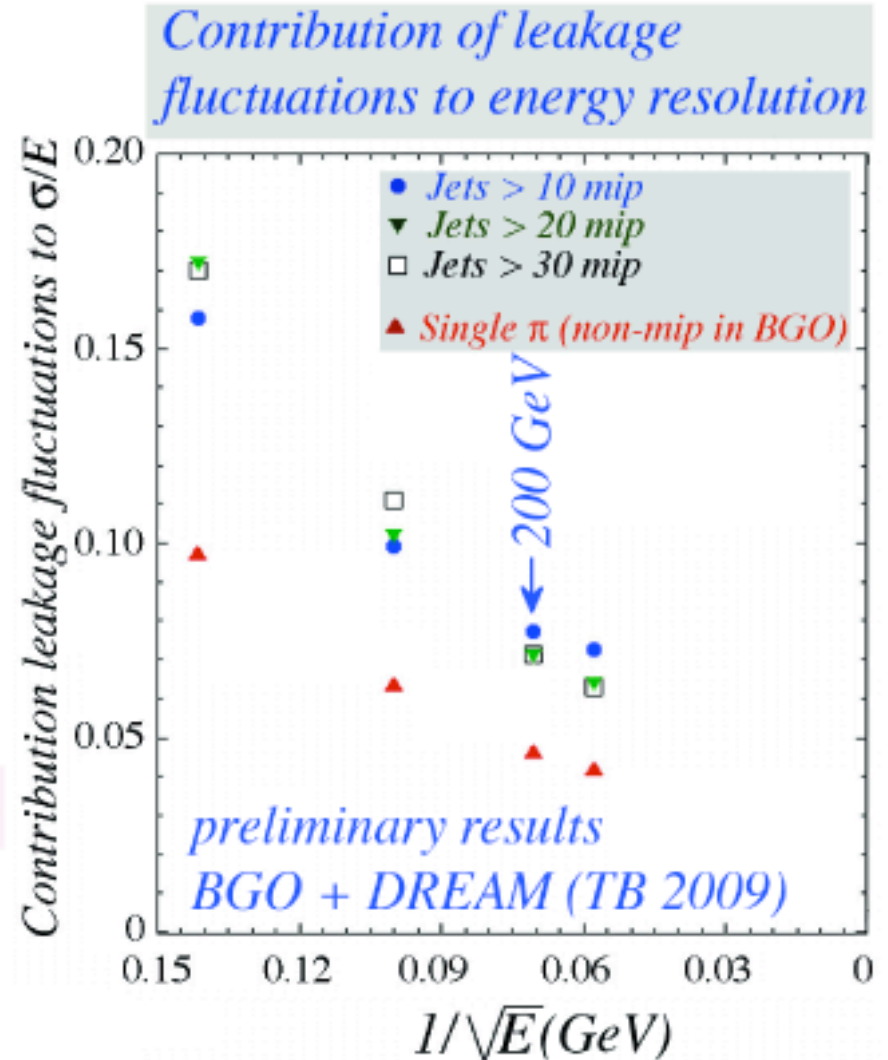 Contribution of leakage
fluctuations to energy resolution
Contribution leakage fluctuations to σ/E
0.20
0.15
0.10
0.05
0
Jets > 10 mip
Jets > 20 mip
Jets > 30 mip
Single π (non-mip in BGO)
200 GeV
preliminary results
BGO + DREAM (TB 2009)
0.15 0.12 0.09 0.06 0.03 0
1/√E(GeV)